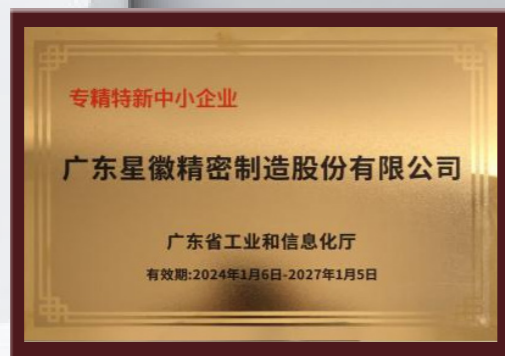 专精特新中小企业
广东星徽精密制造股份有限公司
广东省工业和信息化厅
有效期:2024年1月6日-2027年1月5日